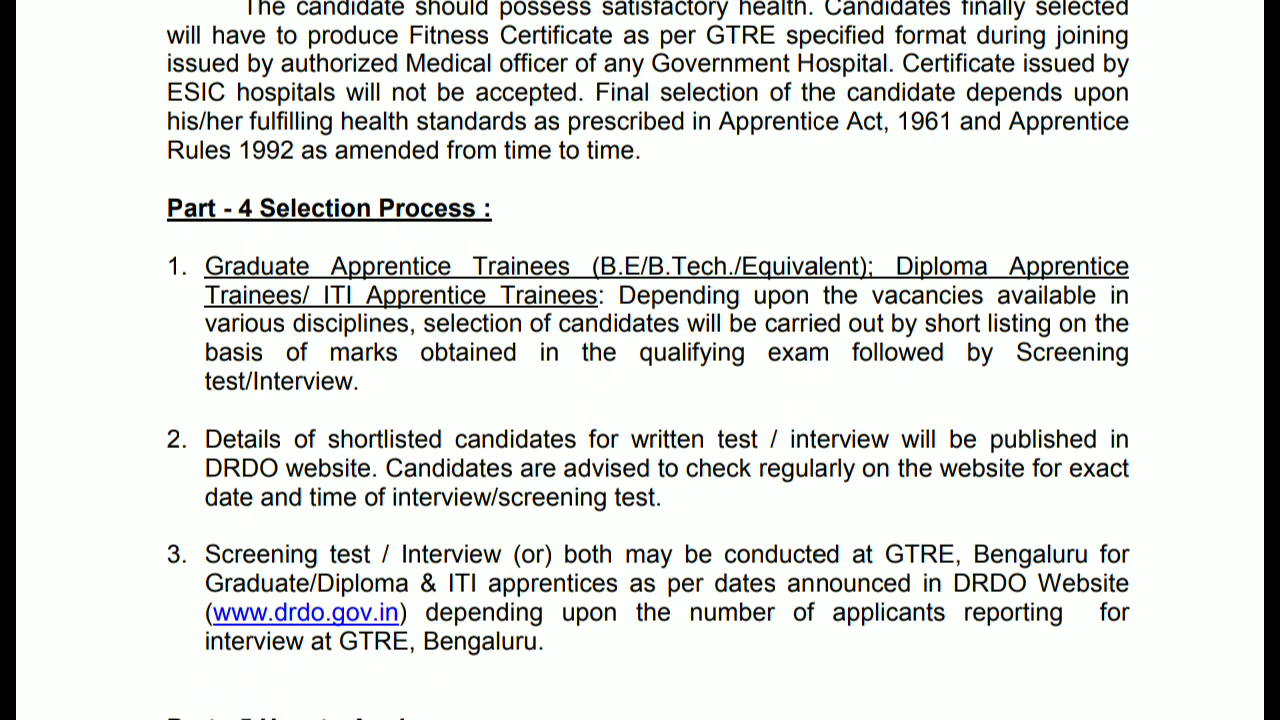 The candidate should possess satisfactory health. Candidates finally selected
will have to produce Fitness Certificate as per GTRE specified format during joining
issued by authorized Medical officer of any Government Hospital. Certificate issued by
ESIC hospitals will not be accepted. Final selection of the candidate depends upon
his/her fulfilling health standards as prescribed in Apprentice Act, 1961 and Apprentice
Rules 1992 as amended from time to time.
Part - 4 Selection Process :
1. Graduate Apprentice Trainees (B.E/B.Tech./Equivalent); Diploma Apprentice
Trainees/ ITI Apprentice Trainees: Depending upon the vacancies available in
various disciplines, selection of candidates will be carried out by short listing on the
basis of marks obtained in the qualifying exam followed by Screening
test/Interview.
2. Details of shortlisted candidates for written test / interview will be published in
DRDO website. Candidates are advised to check regularly on the website for exact
date and time of interview/screening test.
3. Screening test / Interview (or) both may be conducted at GTRE, Bengaluru for
Graduate/Diploma & ITI apprentices as per dates announced in DRDO Website
(www.drdo.gov.in) depending upon the number of applicants reporting for
interview at GTRE, Bengaluru.